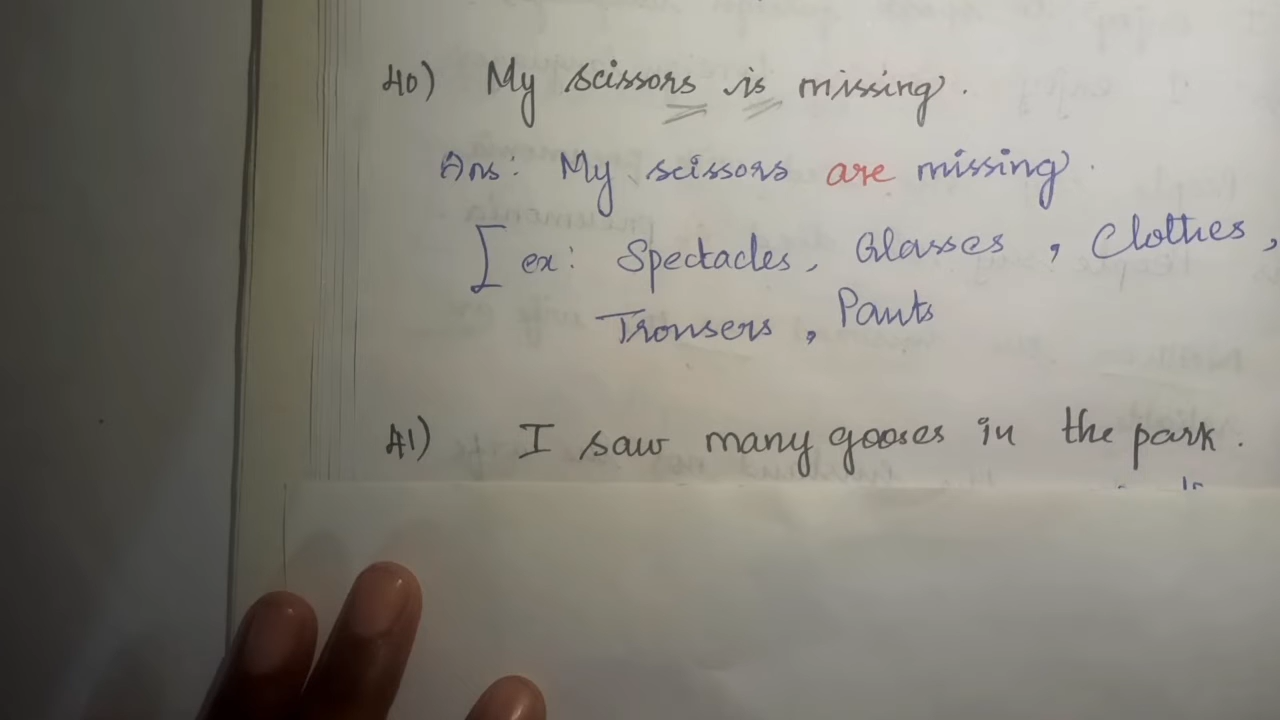 40) My scissors is missing.
Ans: My scissors are missing.
[ ex: Spectacles, Glasses, Clothes,
Trousers, Pants
41) I saw many gooses in the park.